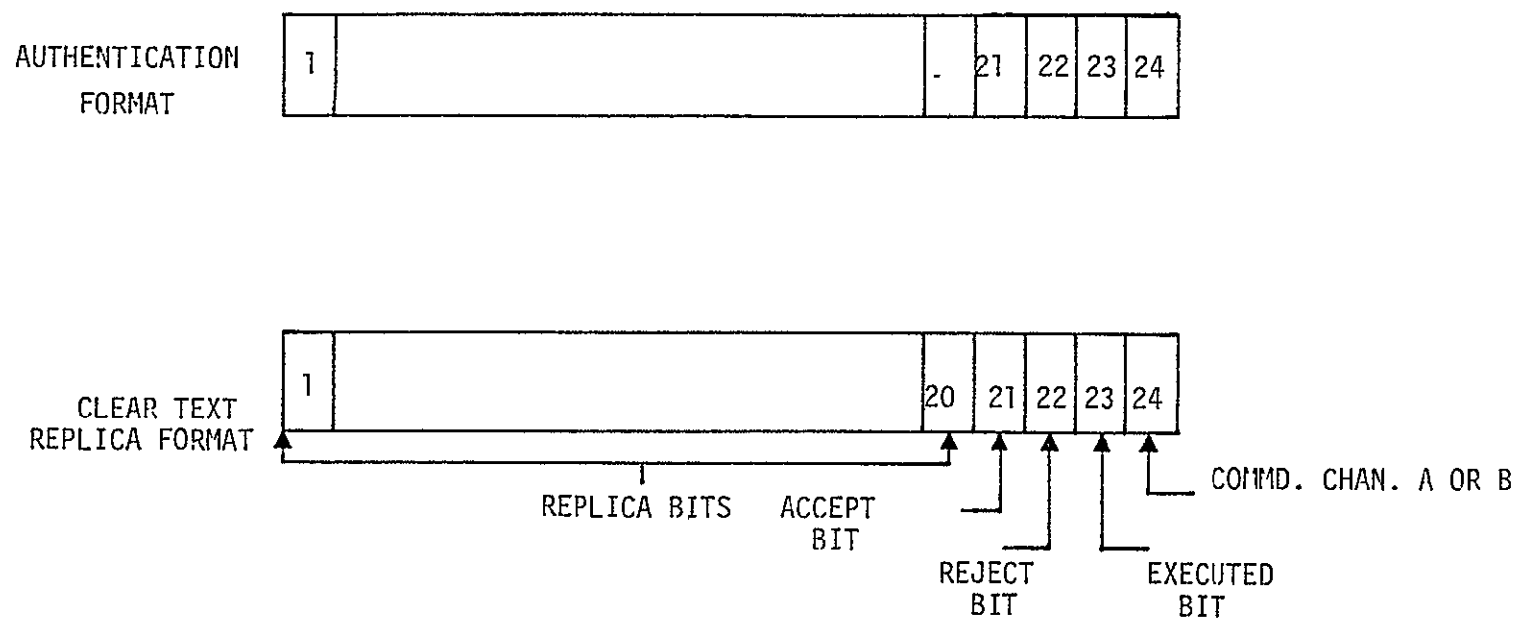 AUTHENTICATION
FORMAT
1 - 21 22 23 24
CLEAR TEXT
REPLICA FORMAT
1 20 21 22 23 24
REPLICA BITS
ACCEPT
BIT
REJECT
BIT
EXECUTED
BIT
COMMD. CHAN. A OR B